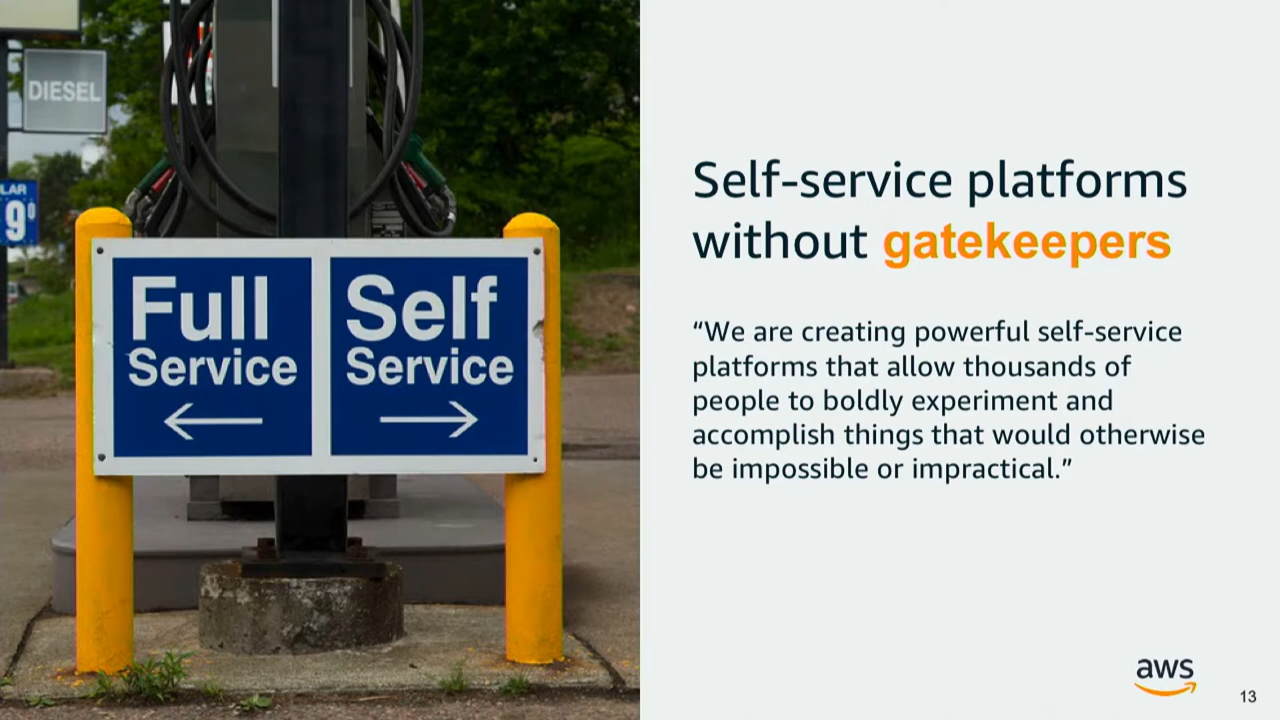 DIESEL
LAR
9
Full
Service
Self
Service
Self-service platforms
without gatekeepers
“We are creating powerful self-service
platforms that allow thousands of
people to boldly experiment and
accomplish things that would otherwise
be impossible or impractical.”
aws
13